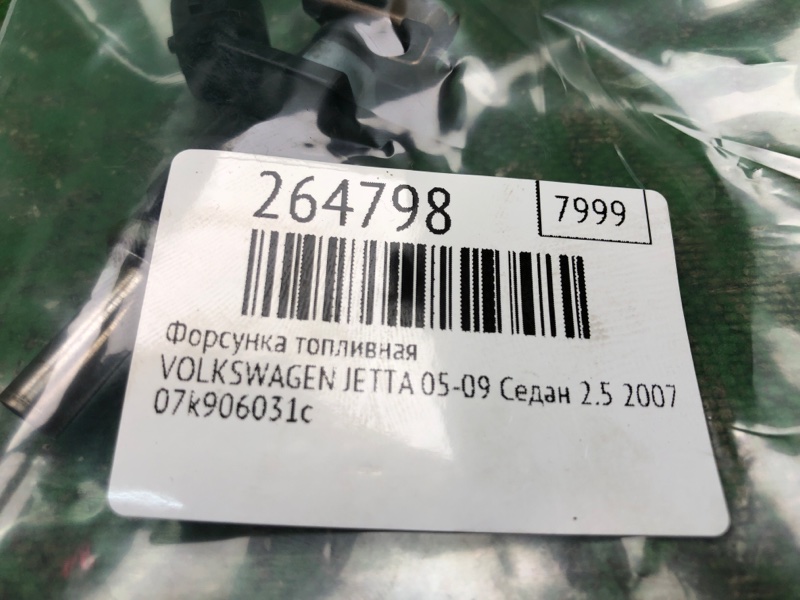 264798
7999
Форсунка топливная
VOLKSWAGEN JETTA 05-09 Седан 2.5 2007
07k906031c